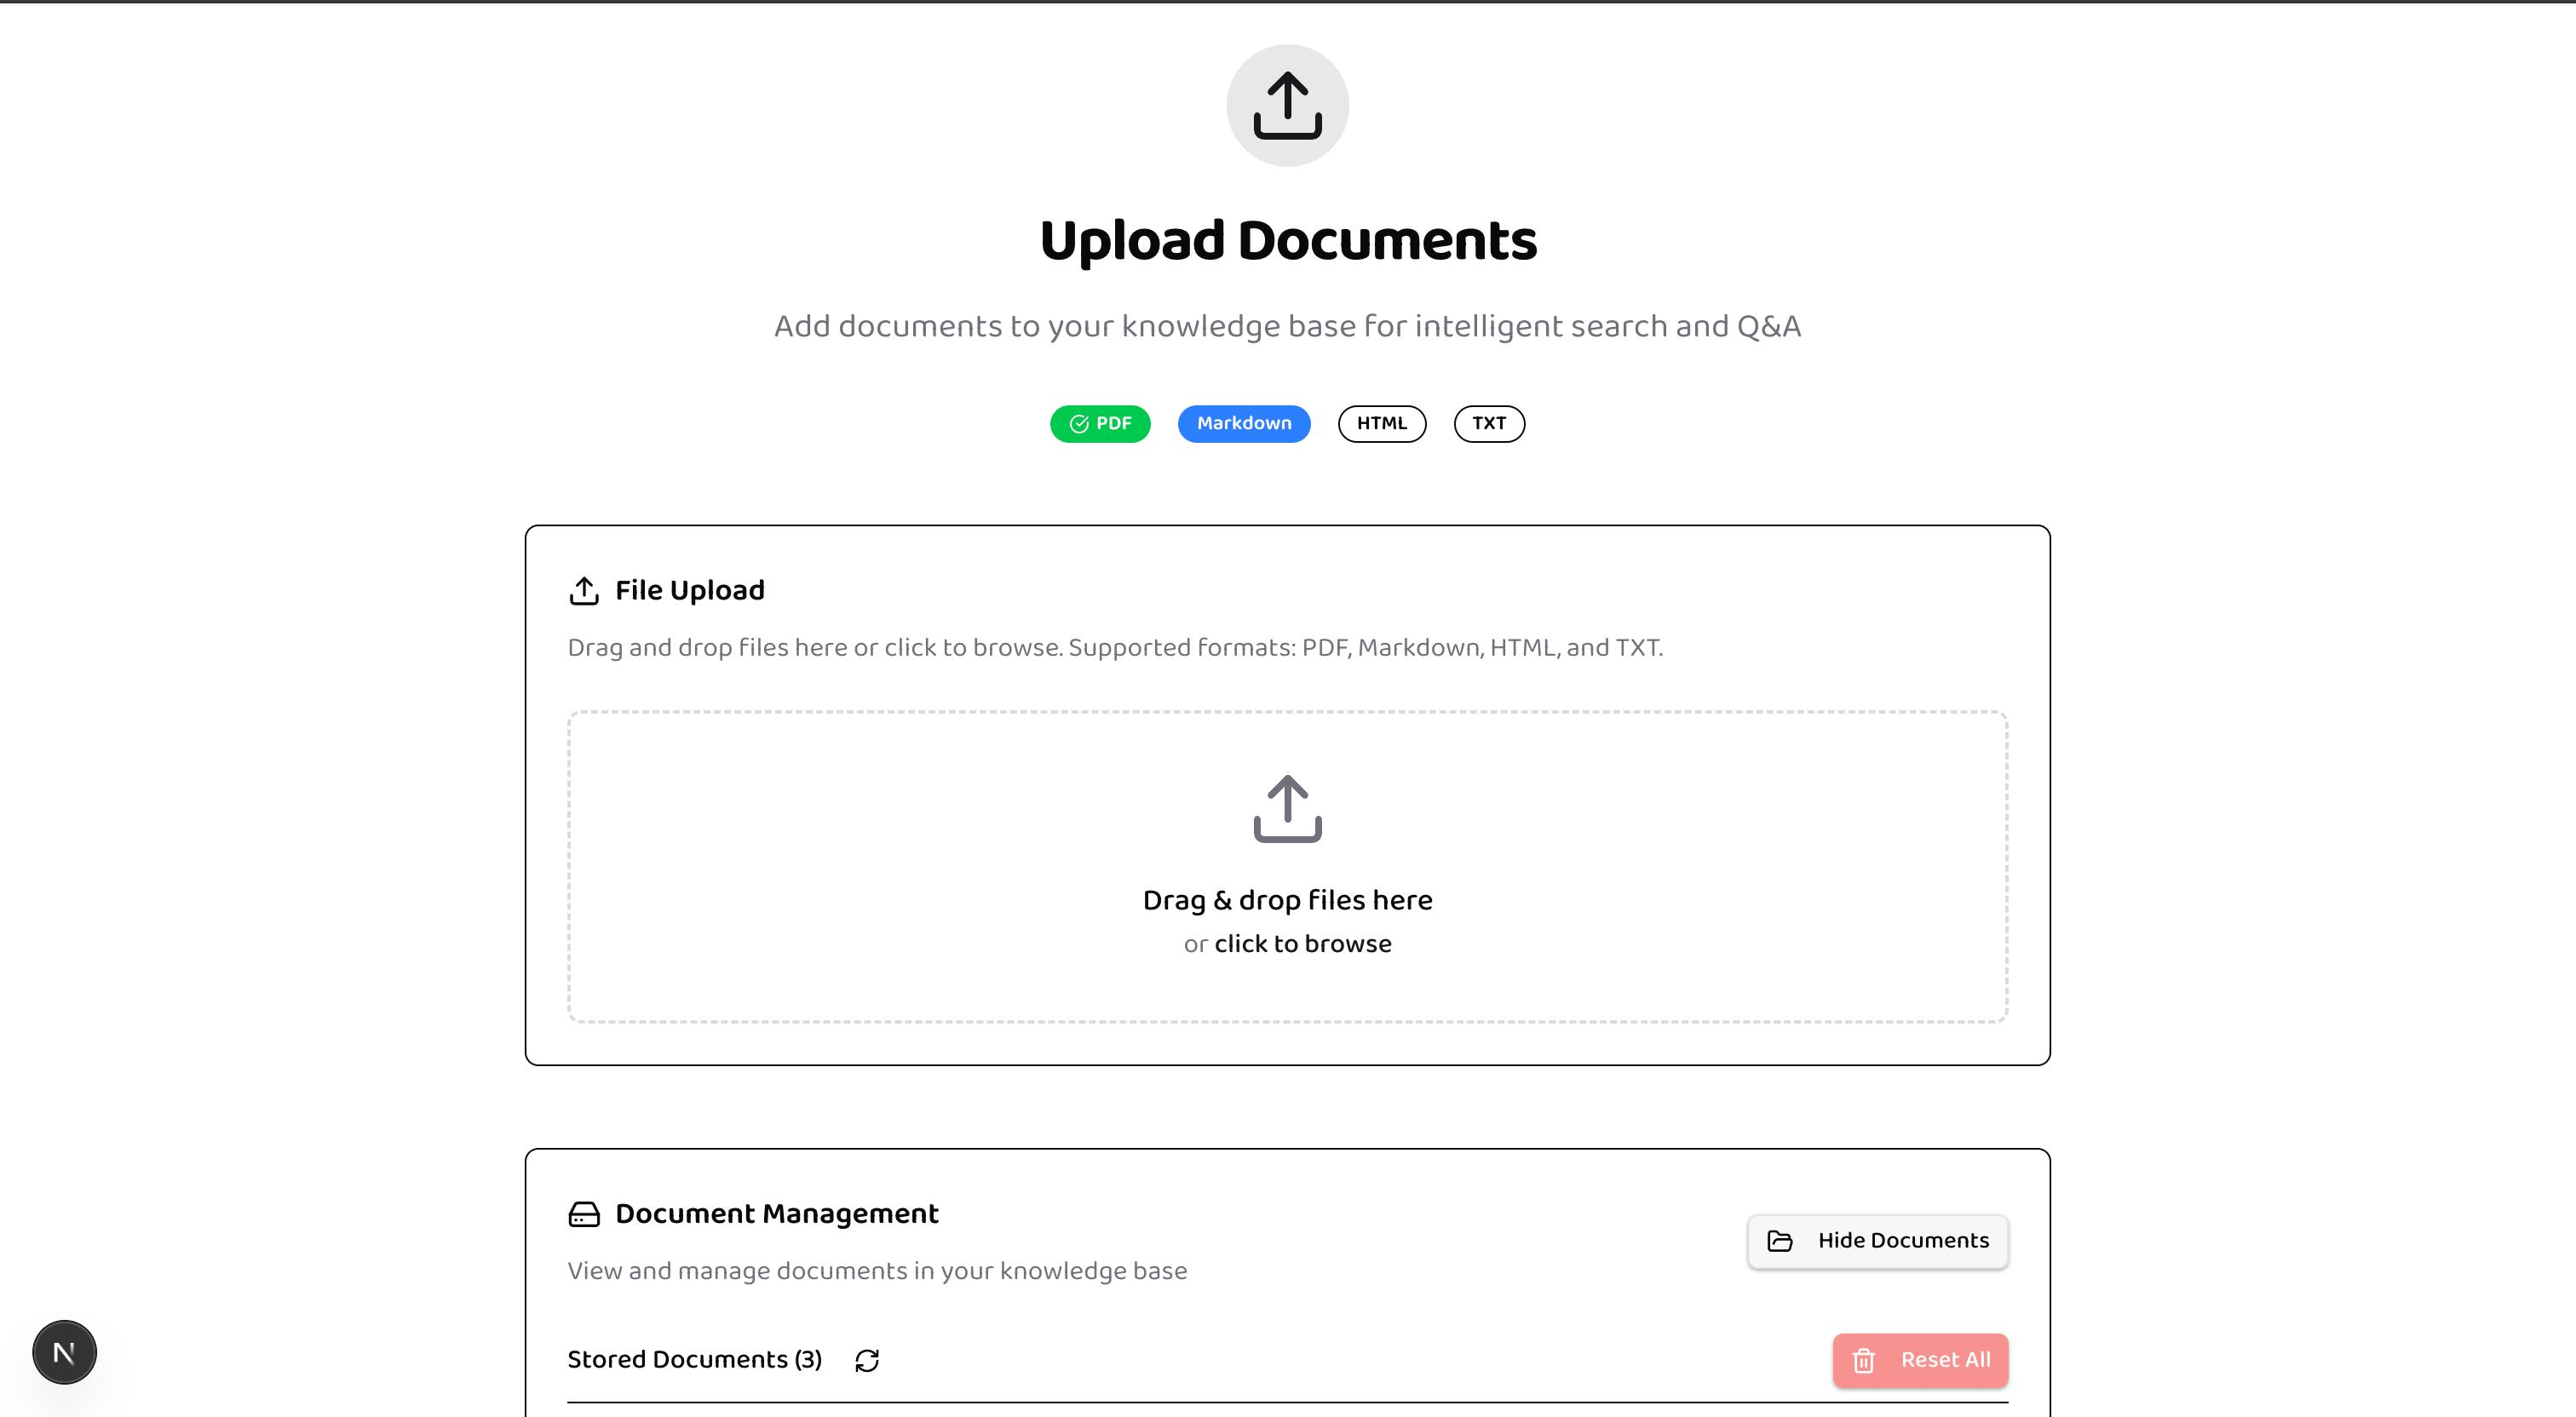 Upload Documents
Add documents to your knowledge base for intelligent search and Q&A
PDF Markdown HTML TXT
File Upload
Drag and drop files here or click to browse. Supported formats: PDF, Markdown, HTML, and TXT.
Drag & drop files here
or click to browse
Document Management
Hide Documents
View and manage documents in your knowledge base
Stored Documents (3)
Reset All
N